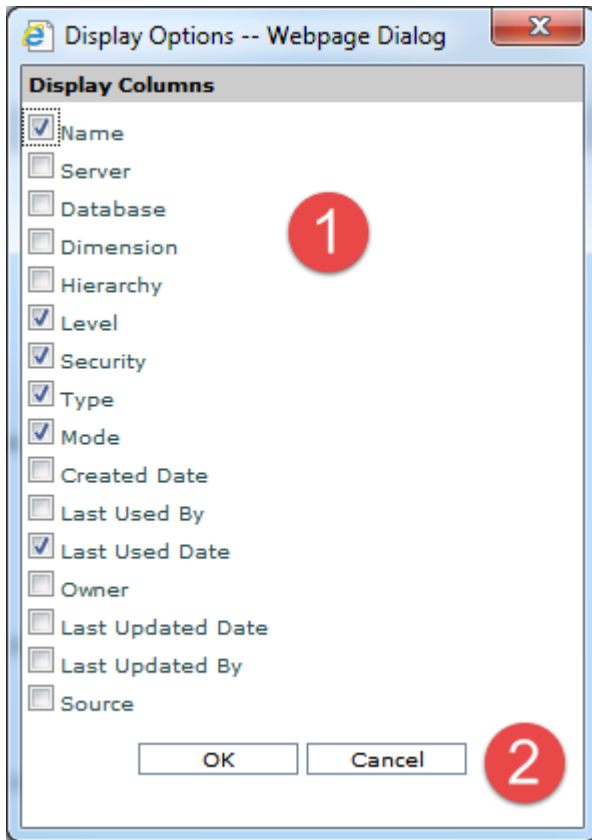 Display Options -- Webpage Dialog
Display Columns
Name
Server
Database
1
Dimension
Hierarchy
Level
Security
Type
Mode
Created Date
Last Used By
Last Used Date
Owner
Last Updated Date
Last Updated By
Source
OK Cancel 2